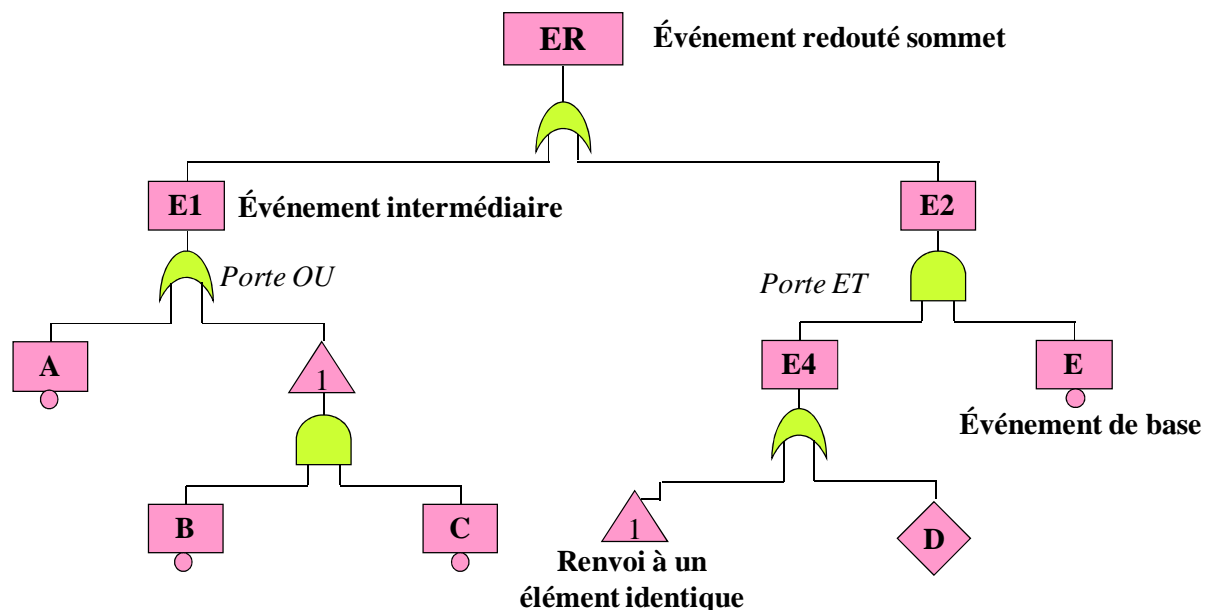 ER
Événement redouté sommet
E1
Événement intermédiaire
E2
Porte OU
Porte ET
A
1
E4
E
Événement de base
B
C
1
D
Renvoi à un
élément identique